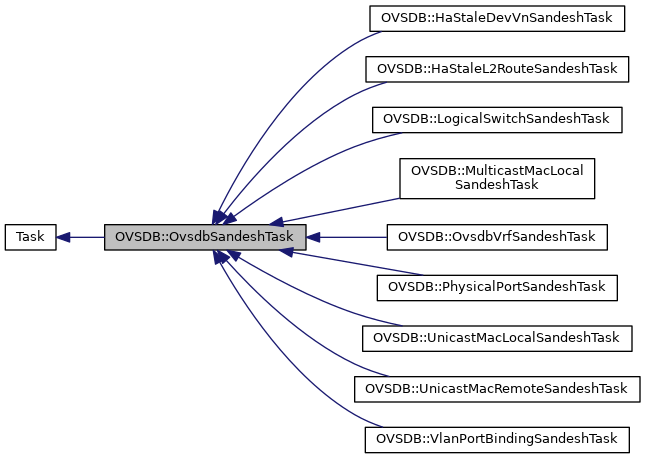 OVSDB::HaStaleDevVnSandeshTask
OVSDB::HaStaleL2RouteSandeshTask
OVSDB::LogicalSwitchSandeshTask
OVSDB::MulticastMacLocal
SandeshTask
Task
OVSDB::OvsdbSandeshTask
OVSDB::OvsdbVrfSandeshTask
OVSDB::PhysicalPortSandeshTask
OVSDB::UnicastMacLocalSandeshTask
OVSDB::UnicastMacRemoteSandeshTask
OVSDB::VlanPortBindingSandeshTask